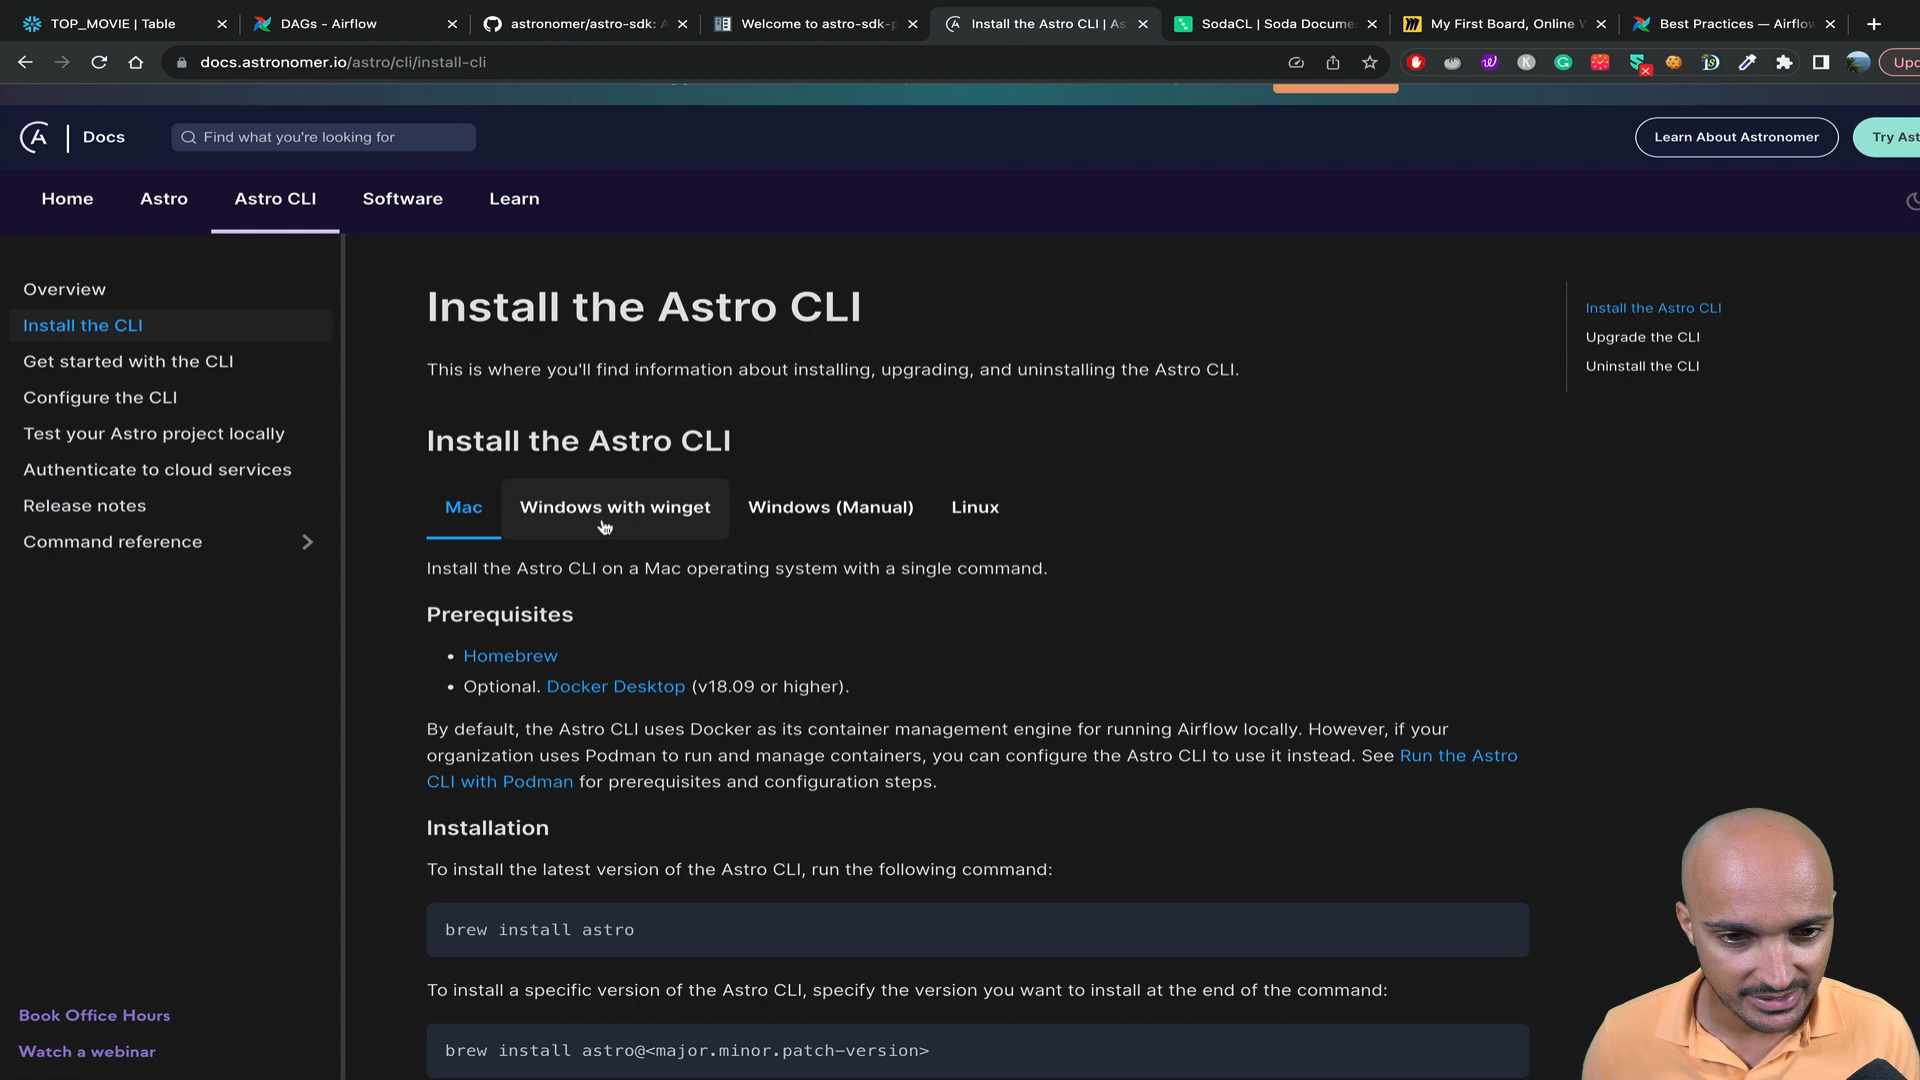 TOP_MOVIE | Table
DAGs - Airflow
astronomer/astro-sdk: A
Welcome to astro-sdk-p
Install the Astro CLI | As
SodaCL | Soda Docume
My First Board, Online W
Best Practices — Airflow
docs.astronomer.io/astro/cli/install-cli
Upd
Docs
Find what you're looking for
Learn About Astronomer
Try Ast
Home
Astro
Astro CLI
Software
Learn
Overview
Install the CLI
Get started with the CLI
Configure the CLI
Test your Astro project locally
Authenticate to cloud services
Release notes
Command reference
Book Office Hours
Watch a webinar
Install the Astro CLI
This is where you'll find information about installing, upgrading, and uninstalling the Astro CLI.
Install the Astro CLI
Mac
Windows with winget
Windows (Manual)
Linux
Install the Astro CLI on a Mac operating system with a single command.
Prerequisites
• Homebrew
• Optional. Docker Desktop (v18.09 or higher).
By default, the Astro CLI uses Docker as its container management engine for running Airflow locally. However, if your
organization uses Podman to run and manage containers, you can configure the Astro CLI to use it instead. See Run the Astro
CLI with Podman for prerequisites and configuration steps.
Installation
To install the latest version of the Astro CLI, run the following command:
brew install astro
To install a specific version of the Astro CLI, specify the version you want to install at the end of the command:
brew install astro@<major.minor.patch-version>
Install the Astro CLI
Upgrade the CLI
Uninstall the CLI